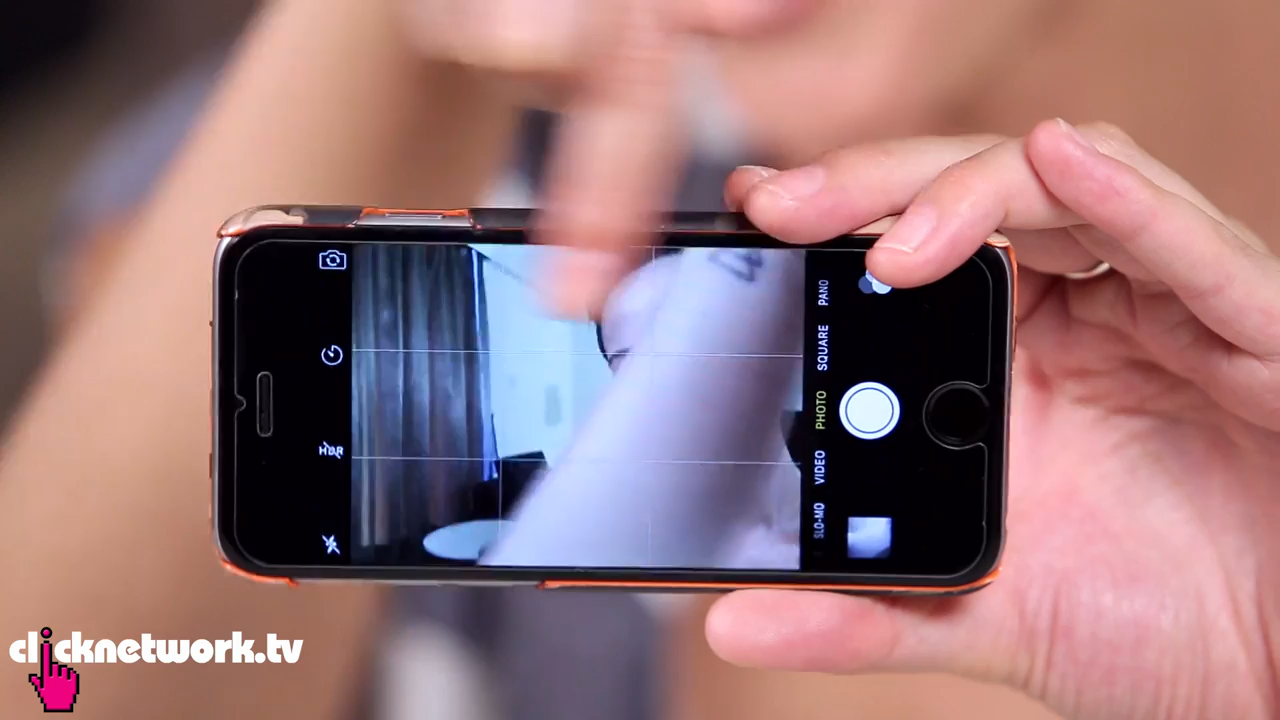 PANO
SQUARE
PHOTO
VIDEO
SLO-MO
HDR
clicknetwork.tv